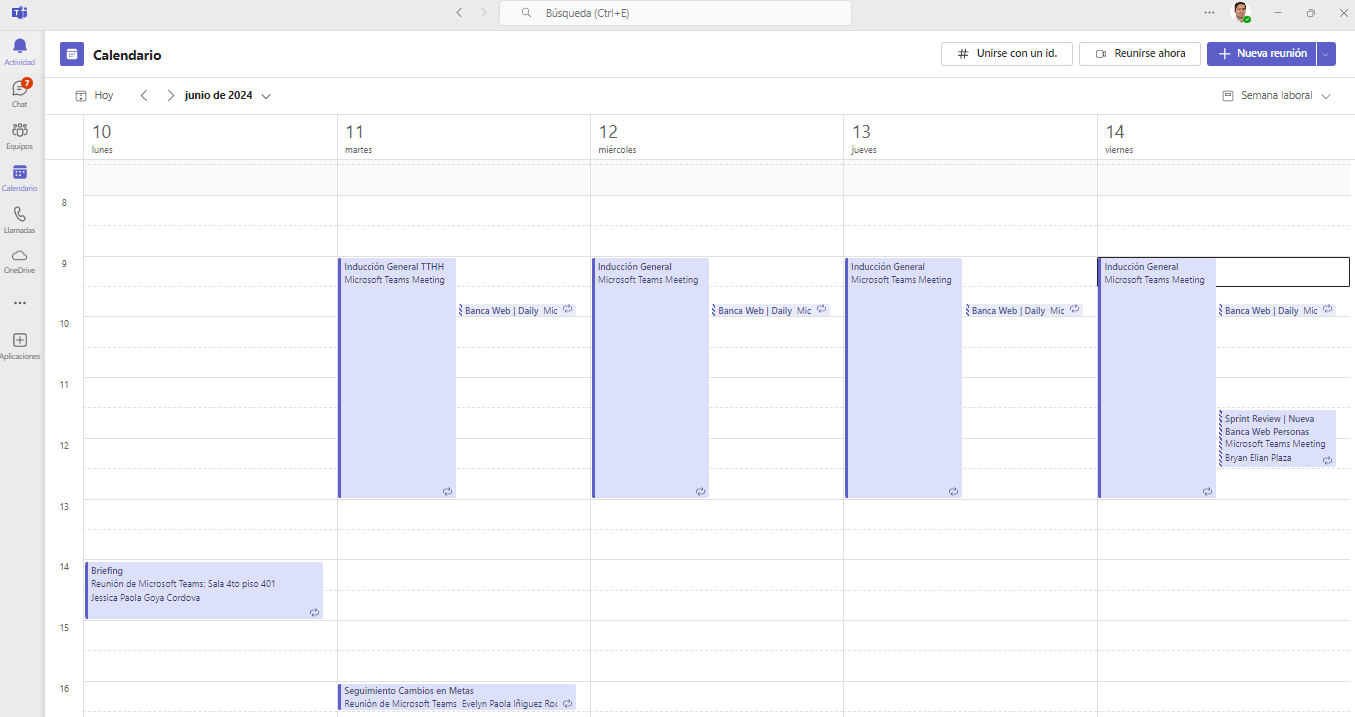 Búsqueda (Ctrl+E)
Actividad
7
Chat
Equipos
Calendario
Llamadas
OneDrive
Aplicaciones
Calendario
Unirse con un id.
Reunirse ahora
Nueva reunión
Hoy
junio de 2024
Semana laboral
10
lunes
11
martes
12
miércoles
13
jueves
14
viernes
8
9
10
11
12
13
14
15
16
Briefing
Reunión de Microsoft Teams; Sala 4to piso 401
Jessica Paola Goya Cordova
Inducción General TTHH
Microsoft Teams Meeting
Banca Web | Daily Mic
Seguimiento Cambios en Metas
Reunión de Microsoft Teams Evelyn Paola Iñiguez Roc
Inducción General
Microsoft Teams Meeting
Banca Web | Daily Mic
Inducción General
Microsoft Teams Meeting
Banca Web | Daily Mic
Inducción General
Microsoft Teams Meeting
Banca Web | Daily Mic
Sprint Review | Nueva
Banca Web Personas
Microsoft Teams Meeting
Bryan Elian Plaza